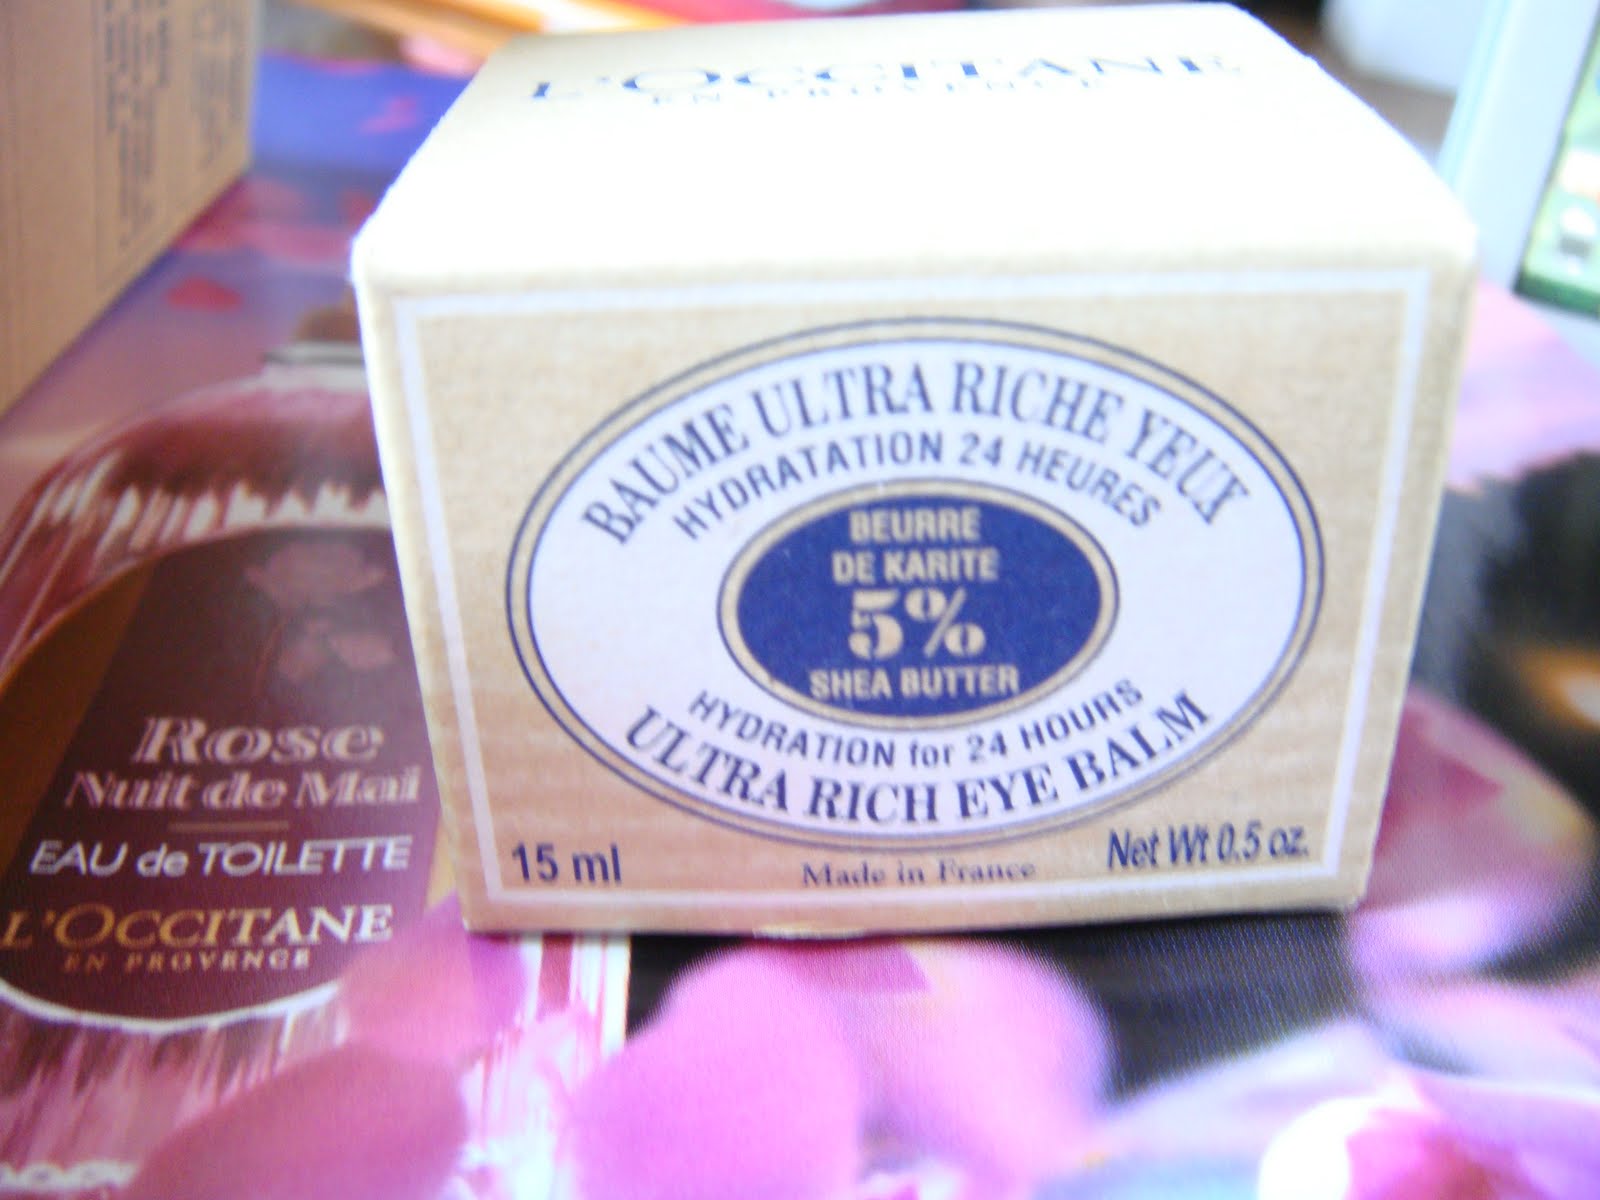 L'OCCITANE
EN PROVENCE
BAUME ULTRA RICHE YEUX
HYDRATATION 24 HEURES
BEURRE
DE KARITE
5%
SHEA BUTTER
HYDRATION for 24 HOURS
ULTRA RICH EYE BALM
15 ml
Made in France
Net Wt 0.5 oz.
Rose
Nuit de Mai
EAU de TOILETTE
L'OCCITANE
EN PROVENCE